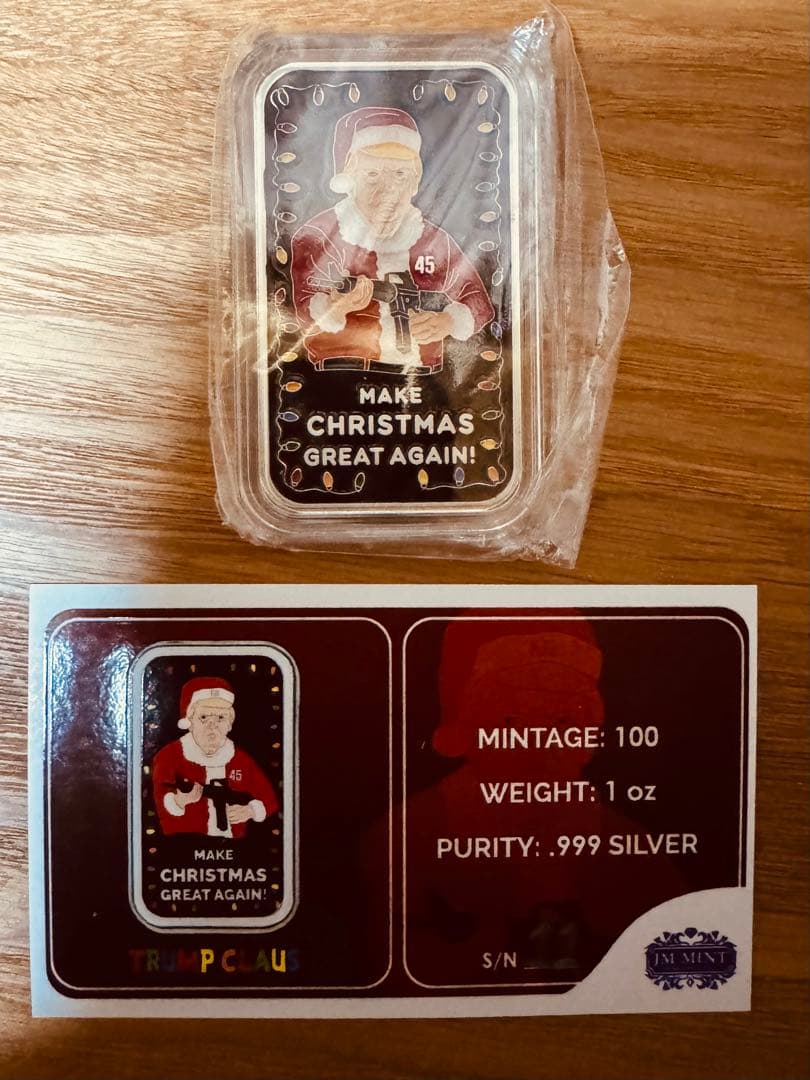 45
MAKE
CHRISTMAS
GREAT AGAIN!
45
MAKE
CHRISTMAS
GREAT AGAIN!
TRUMP CLAUS
MINTAGE: 100
WEIGHT: 1 oz
PURITY: .999 SILVER
S/N 11
JM MINT